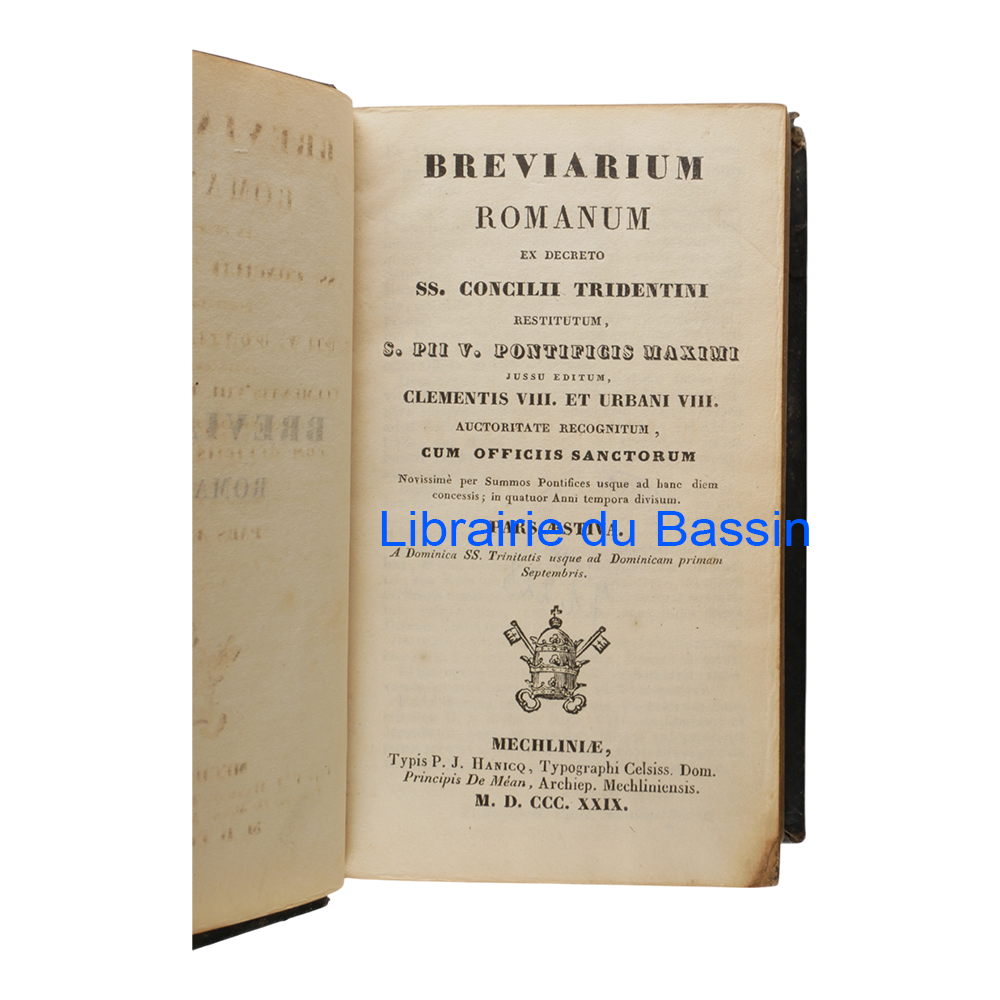 BREVIARIUM
ROMANUM
EX DECRETO
SS. CONCILII TRIDENTINI
RESTITUTUM,
S. PII V. PONTIFICIS MAXIMI
JUSSU EDITUM,
CLEMENTIS VIII. ET URBANI VIII.
AUCTORITATE RECOGNITUM,
CUM OFFICIIS SANCTORUM
Novissimè per Summos Pontifices usque ad hanc diem
concessis; in quatuor Anni tempora divisum.
PARS ÆSTIVA.
Librairie du Bassin
A Dominica SS. Trinitatis usque ad Dominicam primam
Septembris.
MECHLINIÆ,
Typis P. J. HANICQ, Typographi Celsiss. Dom.
Principis De Méan, Archiep. Mechliniensis.
M. D. CCC. XXIX.